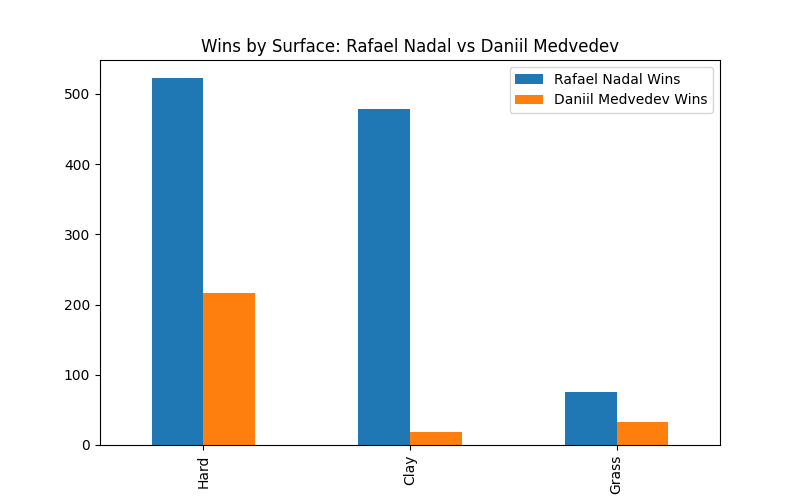 Wins by Surface: Rafael Nadal vs Daniil Medvedev
Rafael Nadal Wins
Daniil Medvedev Wins
500
400
300
200
100
0
Hard
Clay
Grass